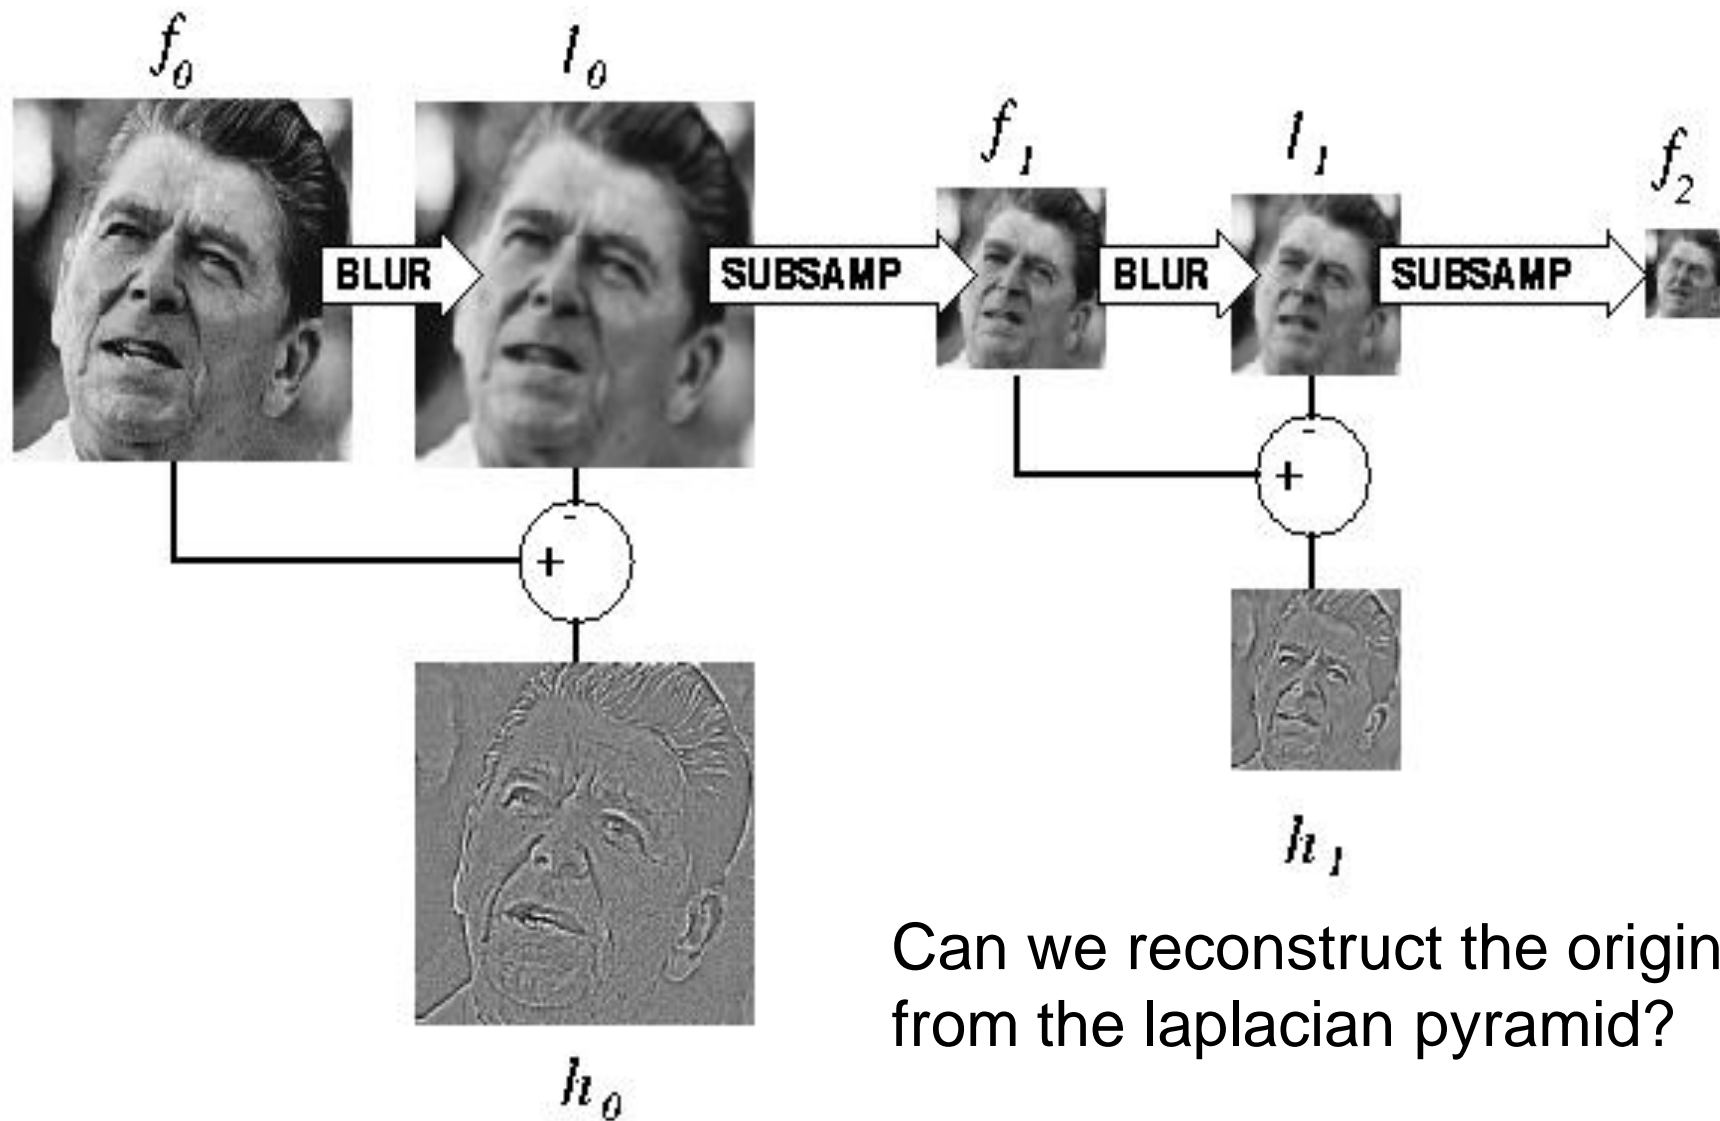 f₀
l₀
f₁
l₁
f₂
BLUR
SUBSAMP
BLUR
SUBSAMP
-
+
-
+
h₁
h₀
Can we reconstruct the origin
from the laplacian pyramid?